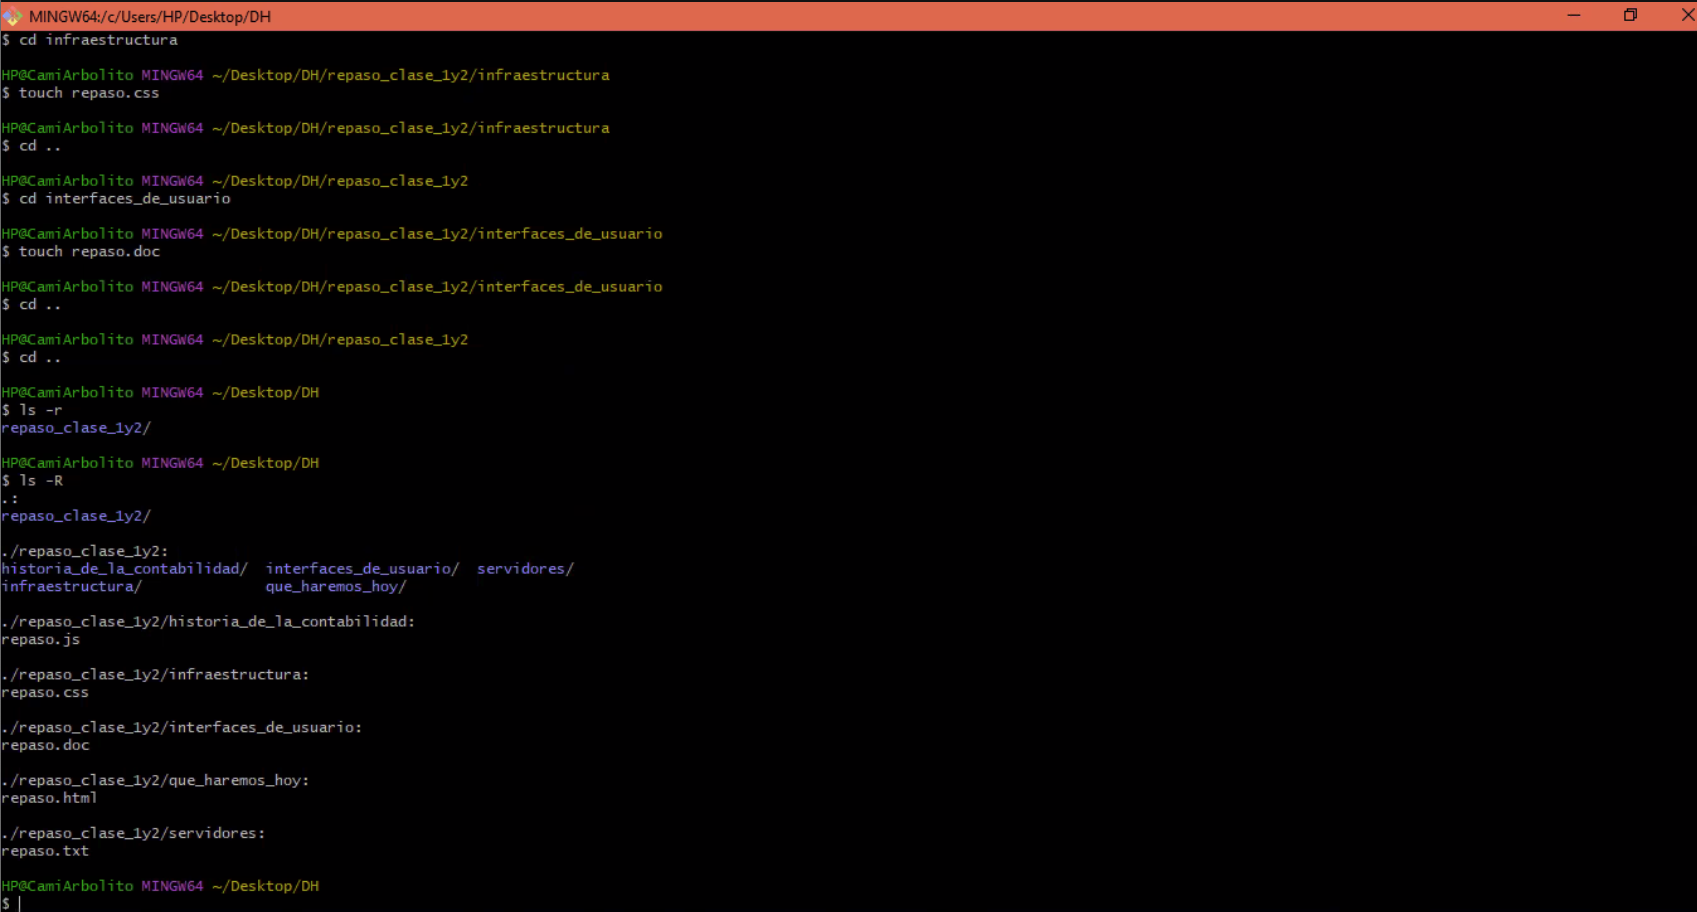 MINGW64:/c/Users/HP/Desktop/DH
$ cd infraestructura
HP@CamiArbolito MINGW64 ~/Desktop/DH/repaso_clase_1y2/infraestructura
$ touch repaso.css
HP@CamiArbolito MINGW64 ~/Desktop/DH/repaso_clase_1y2/infraestructura
$ cd ..
HP@CamiArbolito MINGW64 ~/Desktop/DH/repaso_clase_1y2
$ cd interfaces_de_usuario
HP@CamiArbolito MINGW64 ~/Desktop/DH/repaso_clase_1y2/interfaces_de_usuario
$ touch repaso.doc
HP@CamiArbolito MINGW64 ~/Desktop/DH/repaso_clase_1y2/interfaces_de_usuario
$ cd ..
HP@CamiArbolito MINGW64 ~/Desktop/DH/repaso_clase_1y2
$ cd ..
HP@CamiArbolito MINGW64 ~/Desktop/DH
$ ls -r
repaso_clase_1y2/
HP@CamiArbolito MINGW64 ~/Desktop/DH
$ ls -R
.:
repaso_clase_1y2/
./repaso_clase_1y2:
historia_de_la_contabilidad/  interfaces_de_usuario/  servidores/
infraestructura/              que_haremos_hoy/
./repaso_clase_1y2/historia_de_la_contabilidad:
repaso.js
./repaso_clase_1y2/infraestructura:
repaso.css
./repaso_clase_1y2/interfaces_de_usuario:
repaso.doc
./repaso_clase_1y2/que_haremos_hoy:
repaso.html
./repaso_clase_1y2/servidores:
repaso.txt
HP@CamiArbolito MINGW64 ~/Desktop/DH
$